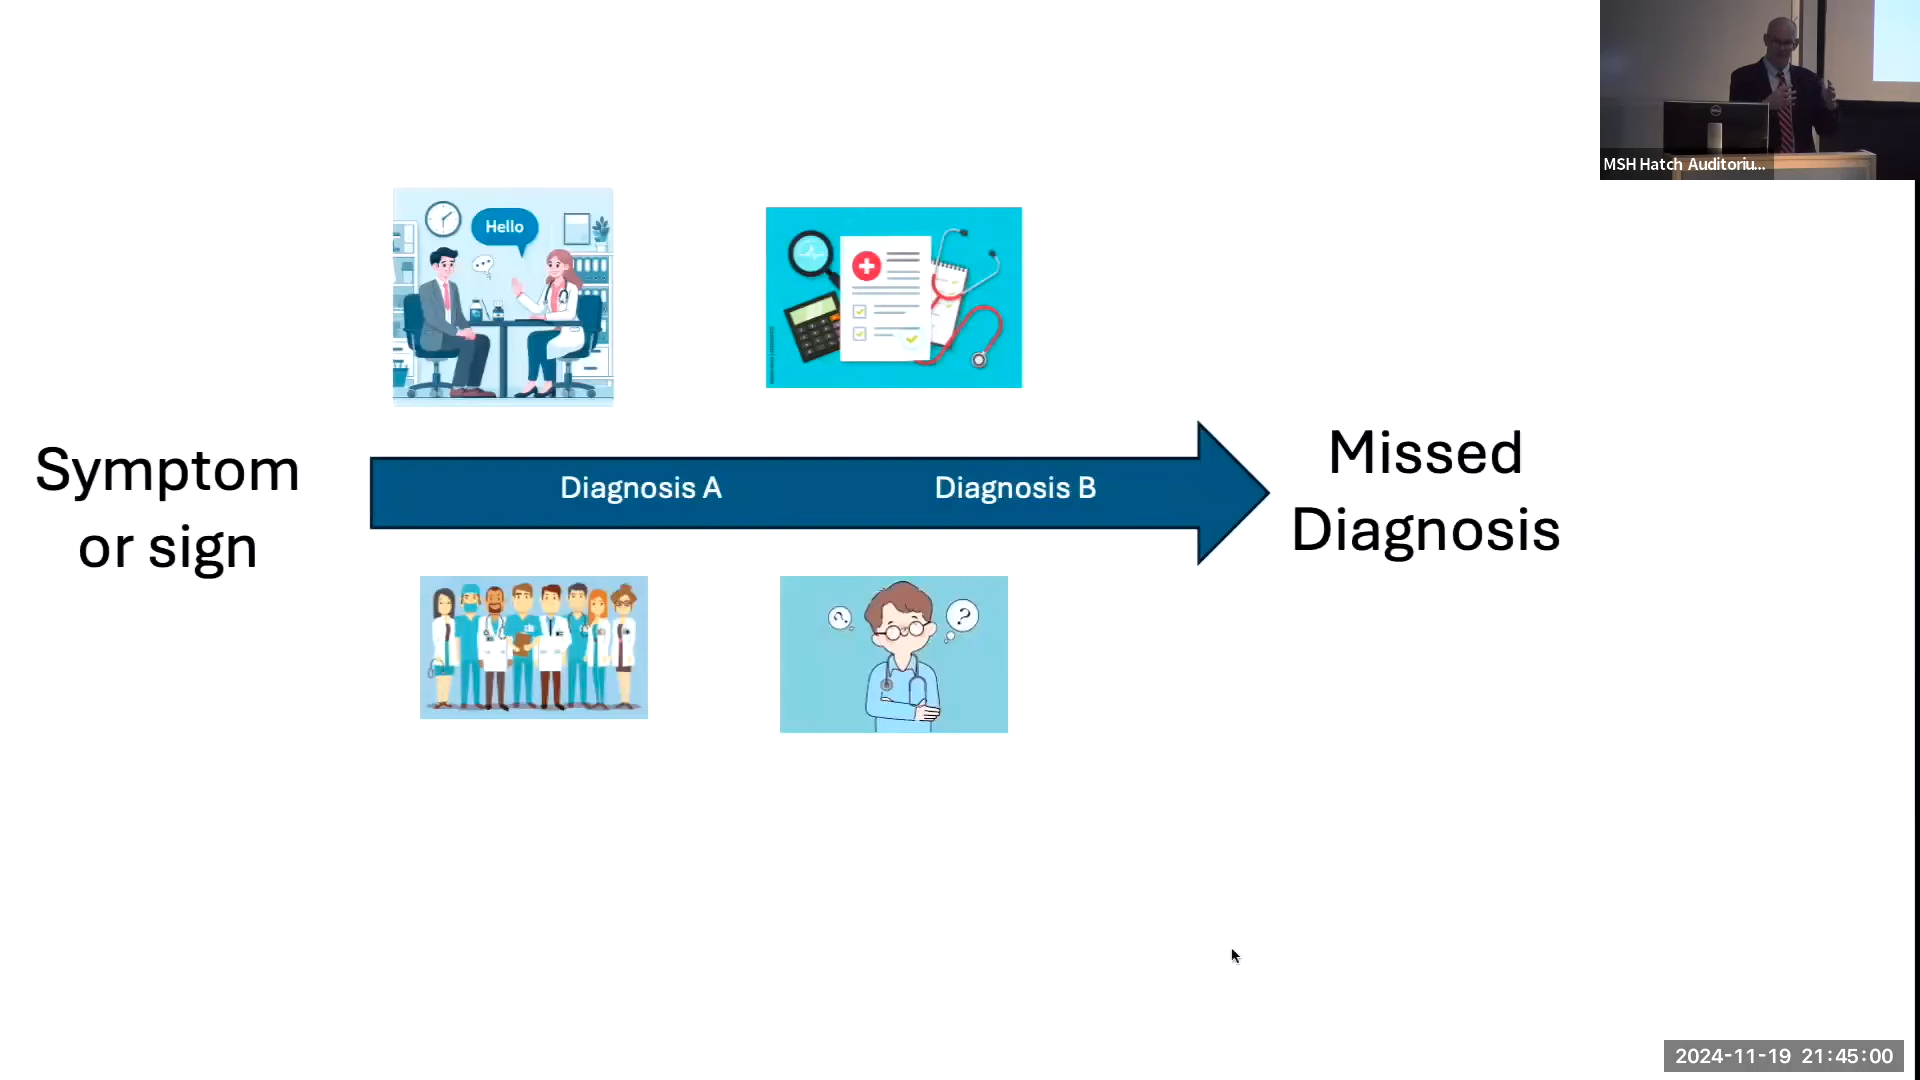 MSH Hatch Auditoriu...
Hello
Symptom
or sign
Diagnosis A
Diagnosis B
Missed
Diagnosis
?
?
2024-11-19 21:45:00